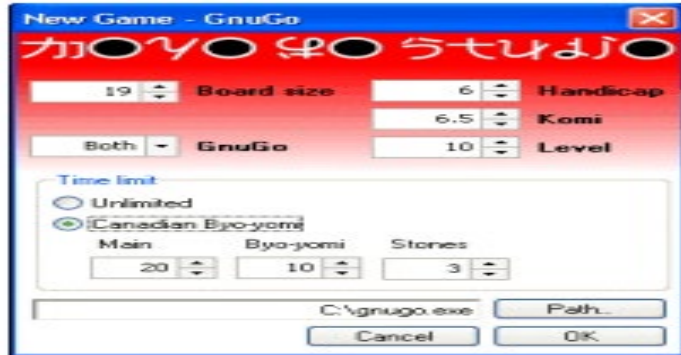 New Game - GnuGo
19 Board size 6 Handicap
6.5 Komi
Both GnuGo 10 Level
Time limit
Unlimited
Canadian Byo-yomi
Main Byo-yomi Stones
20 10 3
C:\gnugo.exe Path...
Cancel OK